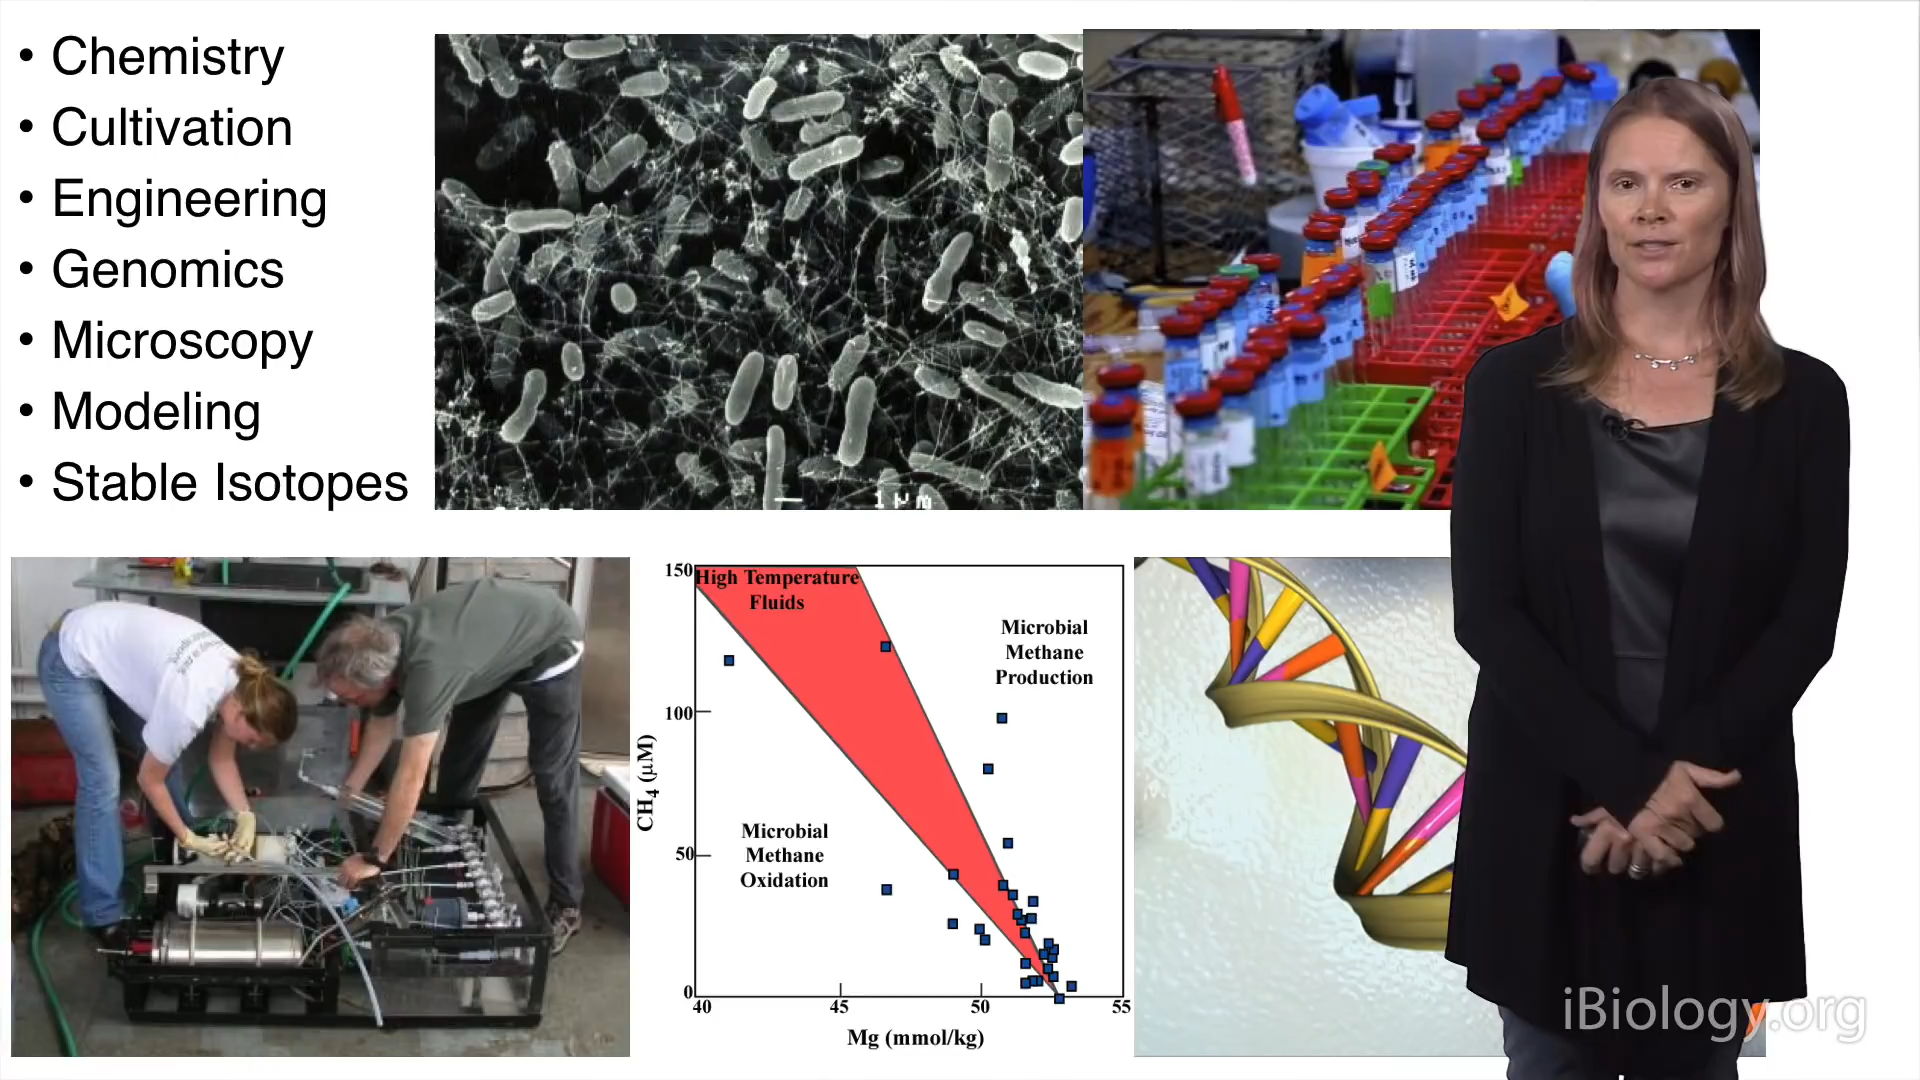 • Chemistry
• Cultivation
• Engineering
• Genomics
• Microscopy
• Modeling
• Stable Isotopes
1 µm
150
High Temperature
Fluids
Microbial
Methane
Production
100
CH4 (µM)
Microbial
Methane
Oxidation
50
0
40
45
50
55
Mg (mmol/kg)
iBiology.org